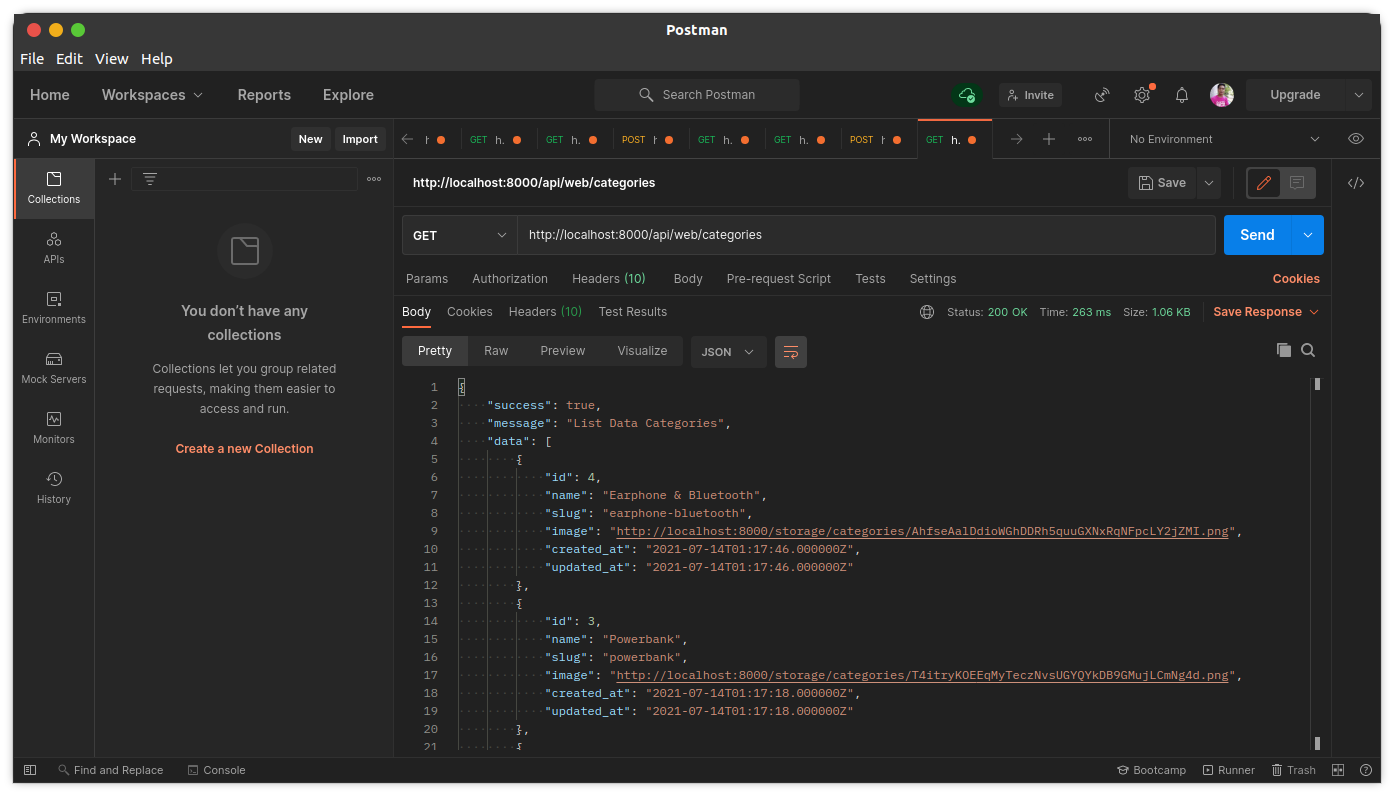 Postman
File Edit View Help
Home Workspaces Reports Explore Search Postman Invite Upgrade
My Workspace New Import
h GET h. GET h. POST h GET h. GET h. POST h GET h. No Environment
Collections
APIs
Environments
Mock Servers
Monitors
History
You don’t have any
collections
Collections let you group related
requests, making them easier to
access and run.
Create a new Collection
http://localhost:8000/api/web/categories Save
GET http://localhost:8000/api/web/categories Send
Params Authorization Headers (10) Body Pre-request Script Tests Settings Cookies
Body Cookies Headers (10) Test Results Status: 200 OK Time: 263 ms Size: 1.06 KB Save Response
Pretty Raw Preview Visualize JSON
1 {
2 "success": true,
3 "message": "List Data Categories",
4 "data": [
5 {
6 "id": 4,
7 "name": "Earphone & Bluetooth",
8 "slug": "earphone-bluetooth",
9 "image": "http://localhost:8000/storage/categories/AhfseAalDdioWGhDDRh5quuGXNxRqNFpcLY2jZMI.png",
10 "created_at": "2021-07-14T01:17:46.000000Z",
11 "updated_at": "2021-07-14T01:17:46.000000Z"
12 },
13 {
14 "id": 3,
15 "name": "Powerbank",
16 "slug": "powerbank",
17 "image": "http://localhost:8000/storage/categories/T4itryKOEEqMyTeczNvsUGYQYkDB9GMujLCmNg4d.png",
18 "created_at": "2021-07-14T01:17:18.000000Z",
19 "updated_at": "2021-07-14T01:17:18.000000Z"
20 },
21 {
Find and Replace Console Bootcamp Runner Trash